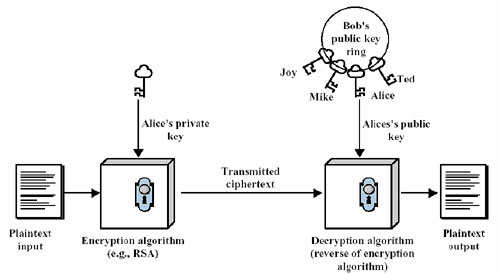 Bob's
public key
ring
Joy
Ted
Mike
Alice
Alice's private
key
Alices's public
key
Transmitted
ciphertext
Plaintext
input
Encryption algorithm
(e.g., RSA)
Decryption algorithm
(reverse of encryption
algorithm)
Plaintext
output